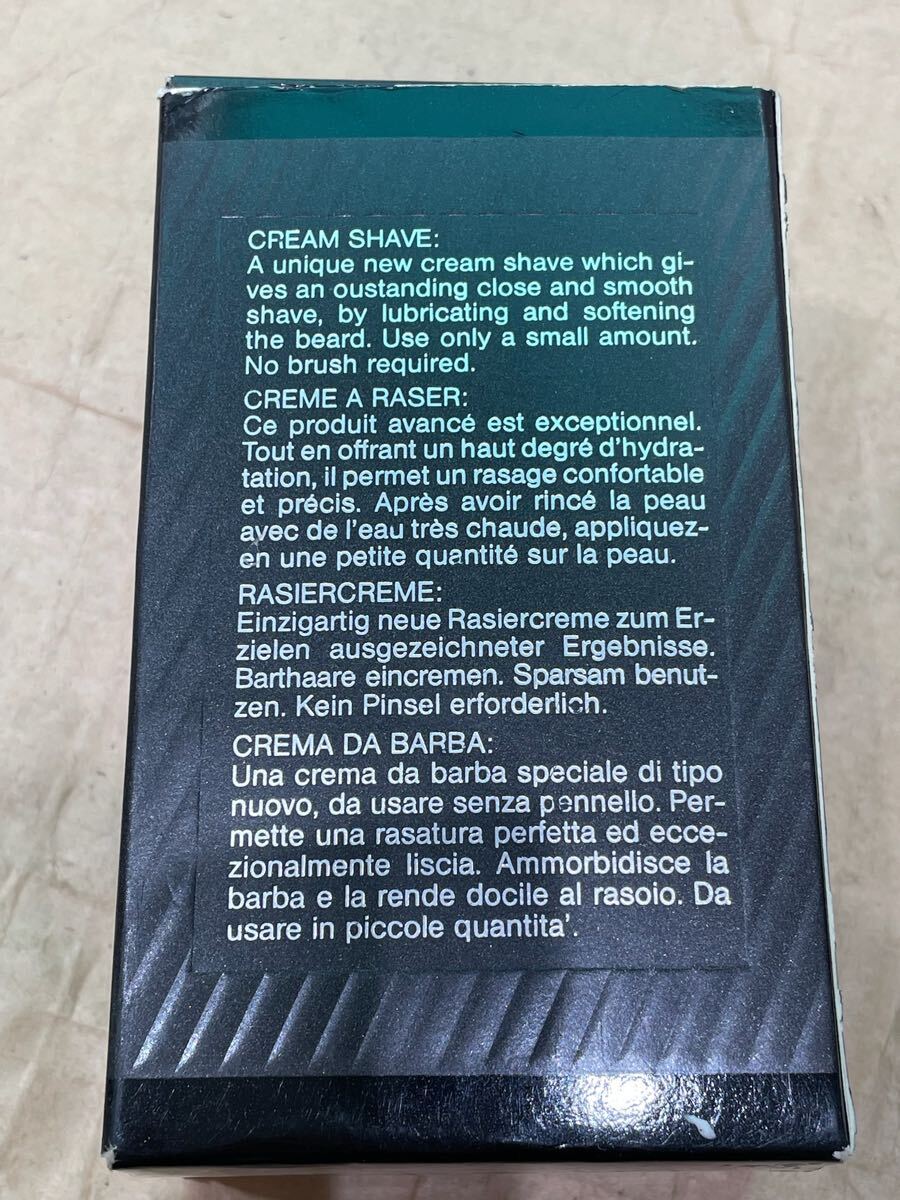 CREAM SHAVE:
A unique new cream shave which gi-
ves an oustanding close and smooth
shave, by lubricating and softening
the beard. Use only a small amount.
No brush required.
CREME A RASER:
Ce produit avancé est exceptionnel.
Tout en offrant un haut degré d'hydra-
tation, il permet un rasage confortable
et précis. Après avoir rincé la peau
avec de l'eau très chaude, appliquez-
en une petite quantité sur la peau.
RASIERCREME:
Einzigartig neue Rasiercreme zum Er-
zielen ausgezeichneter Ergebnisse.
Barthaare eincremen. Sparsam benut-
zen. Kein Pinsel erforderlich.
CREMA DA BARBA:
Una crema da barba speciale di tipo
nuovo, da usare senza pennello. Per-
mette una rasatura perfetta ed ecce-
zionalmente liscia. Ammorbidisce la
barba e la rende docile al rasoio. Da
usare in piccole quantita'.